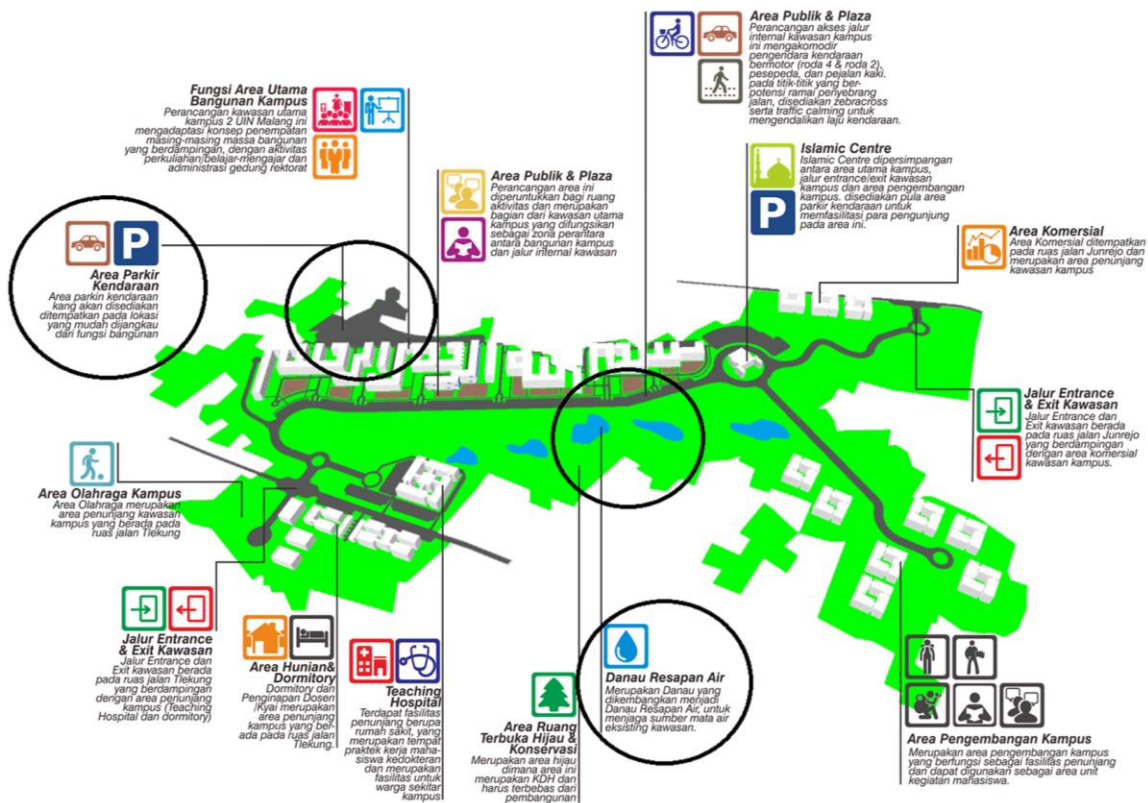 Area Publik & Plaza
Perancangan akses jalur
internal kawasan kampus
ini mengakomodir
pengendara kendaraan
bermotor (roda 4 & roda 2),
pesepeda, dan pejalan kaki.
pada titik-titik yang ber-
potensi ramai penyebrang
jalan, disediakan zebracross
serta traffic calming untuk
mengendalikan laju kendaraan.
Fungsi Area Utama
Bangunan Kampus
Perancangan kawasan utama
kampus 2 UIN Malang ini
mengadaptasi konsep penempatan
masing-masing massa bangunan
yang berdampingan, dengan aktivitas
perkuliahan/belajar-mengajar dan
administrasi gedung rektorat
Area Publik & Plaza
Perancangan area ini
diperuntukkan bagi ruang
aktivitas dan merupakan
bagian dari kawasan utama
kampus yang difungsikan
sebagai zona perantara
antara bangunan kampus
dan jalur internal kawasan
Islamic Centre
Islamic Centre dipersimpangan
antara area utama kampus,
jalur entrance/exit kawasan
kampus dan area pengembangan
kampus. disediakan pula area
parkir kendaraan untuk
memfasilitasi para pengunjung
pada area ini.
P
Area Komersial
Area Komersial ditempatkan
pada ruas jalan Junrejo dan
merupakan area penunjang
kawasan kampus
P
Area Parkir
Kendaraan
Area parkin kendaraan
kang akan disediakan
ditempatkan pada lokasi
yang mudah dijangkau
dari fungsi bangunan
Jalur Entrance
& Exit Kawasan
Jalur Entrance dan
Exit kawasan berada
pada ruas jalan Junrejo
yang berdampingan
dengan area komersial
kawasan kampus.
Area Olahraga Kampus
Area Olahraga merupakan
area penunjang kawasan
kampus yang berada pada
ruas jalan Tlekung
Jalur Entrance
& Exit Kawasan
Jalur Entrance dan
Exit kawasan berada
pada ruas jalan Tlekung
yang berdampingan
dengan area penunjang
kampus (Teaching
Hospital dan dormitory)
Area Hunian&
Dormitory
Dormitory dan
Penginapan Dosen
/Kyai merupakan
area penunjang
kampus yang ber-
ada pada ruas jalan
Tlekung.
Teaching
Hospital
Terdapat fasilitas
penunjang berupa
rumah sakit, yang
merupakan tempat
praktek kerja maha-
siswa kedokteran
dan merupakan
fasilitas untuk
warga sekitar
kampus
Area Ruang
Terbuka Hijau &
Konservasi
Merupakan area hijau
dimana area ini
merupakan KDH dan
harus terbebas dari
pembangunan
Danau Resapan Air
Merupakan Danau yang
dikembangkan menjadi
Danau Resapan Air, untuk
menjaga sumber mata air
eksisting kawasan.
Area Pengembangan Kampus
Merupakan area pengembangan kampus
yang berfungsi sebagai fasilitas penunjang
dan dapat digunakan sebagai area unit
kegiatan mahasiswa.